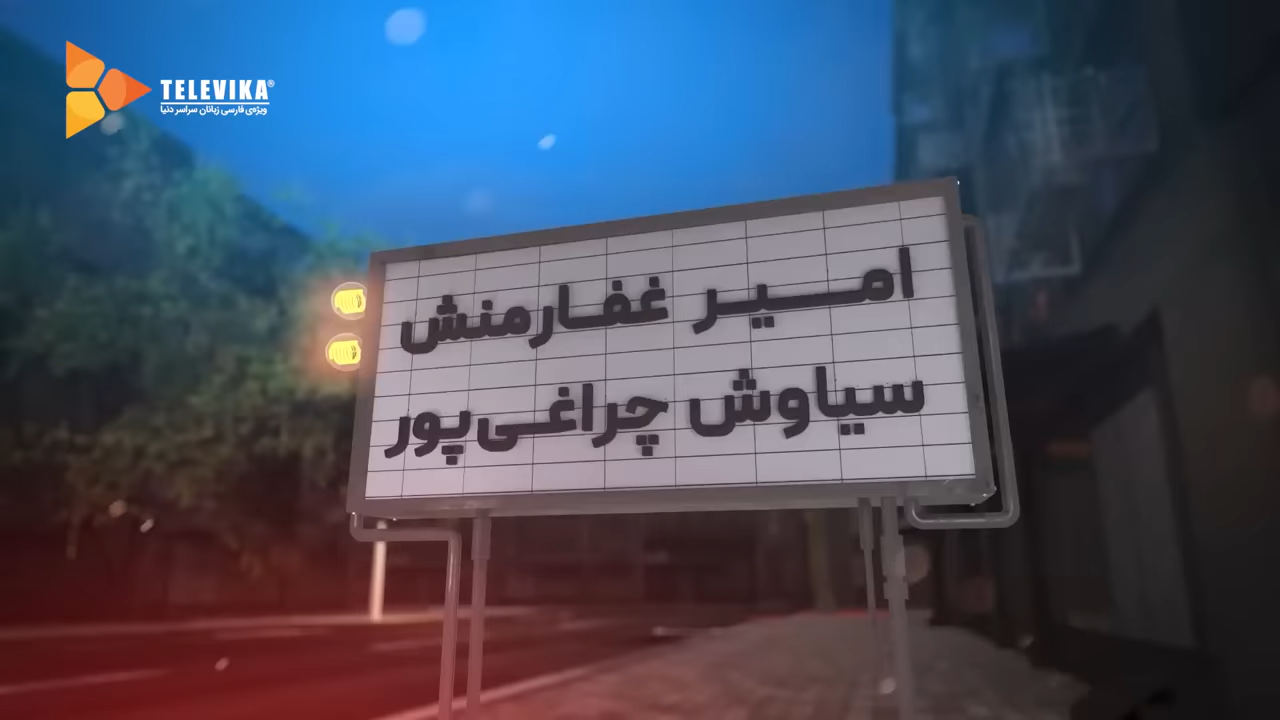 TELEVIKA®
ویژه‌ی فارسی زبانان سراسر دنیا
امیر غفارمنش
سیاوش چراغی‌پور